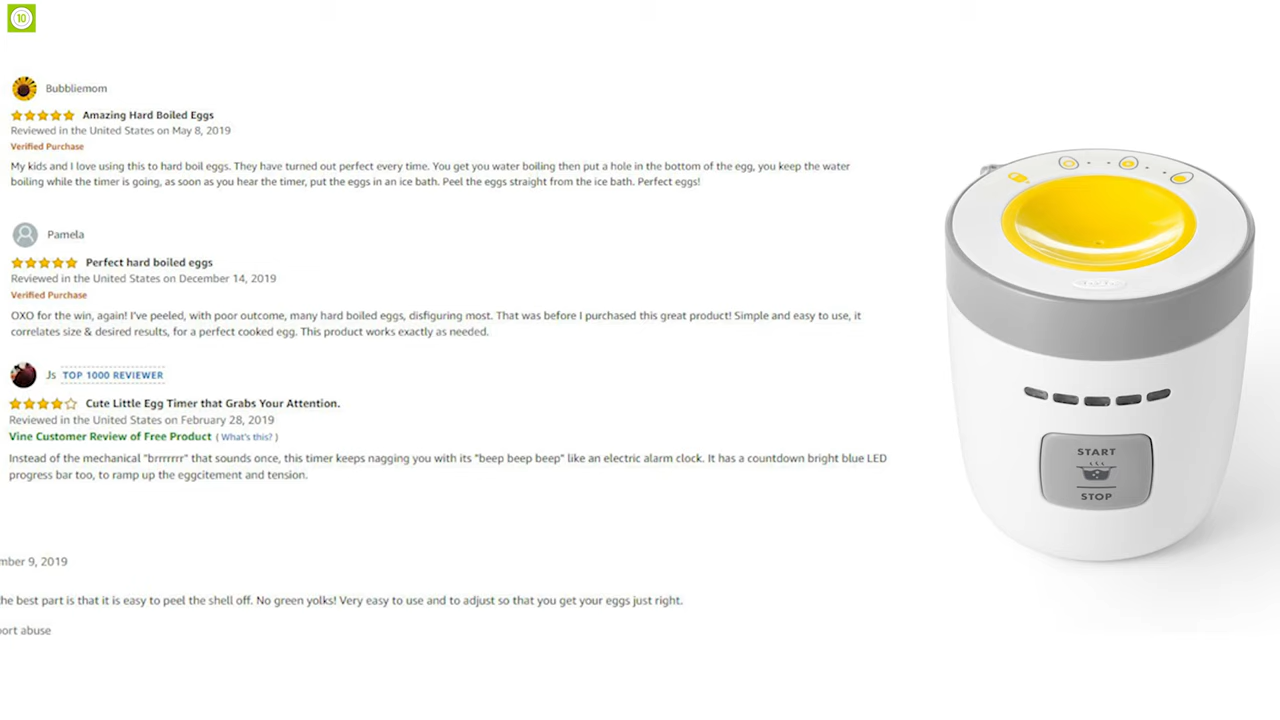 10
Bubbliemom
Amazing Hard Boiled Eggs
Reviewed in the United States on May 8, 2019
Verified Purchase
My kids and I love using this to hard boil eggs. They have turned out perfect every time. You get you water boiling then put a hole in the bottom of the egg, you keep the water
boiling while the timer is going, as soon as you hear the timer, put the eggs in an ice bath. Peel the eggs straight from the ice bath. Perfect eggs!
Pamela
Perfect hard boiled eggs
Reviewed in the United States on December 14, 2019
Verified Purchase
OXO for the win, again! I've peeled, with poor outcome, many hard boiled eggs, disfiguring most. That was before I purchased this great product! Simple and easy to use, it
correlates size & desired results, for a perfect cooked egg. This product works exactly as needed.
Js TOP 1000 REVIEWER
Cute Little Egg Timer that Grabs Your Attention.
Reviewed in the United States on February 28, 2019
Vine Customer Review of Free Product ( What's this? )
Instead of the mechanical "brrrrrrr" that sounds once, this timer keeps nagging you with its "beep beep beep" like an electric alarm clock. It has a countdown bright blue LED
progress bar too, to ramp up the eggcitement and tension.
mber 9, 2019
he best part is that it is easy to peel the shell off. No green yolks! Very easy to use and to adjust so that you get your eggs just right.
ort abuse
START
STOP